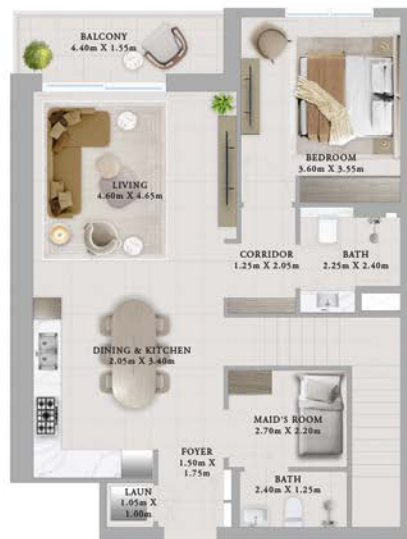 BALCONY
4.40m X 1.55m
BEDROOM
3.60m X 3.55m
LIVING
4.60m X 4.65m
CORRIDOR
1.25m X 2.05m
BATH
2.25m X 2.40m
DINING & KITCHEN
2.05m X 3.40m
MAID'S ROOM
2.70m X 2.20m
FOYER
1.50m X
1.75m
BATH
2.40m X 1.25m
LAUN
1.05m X
1.00m